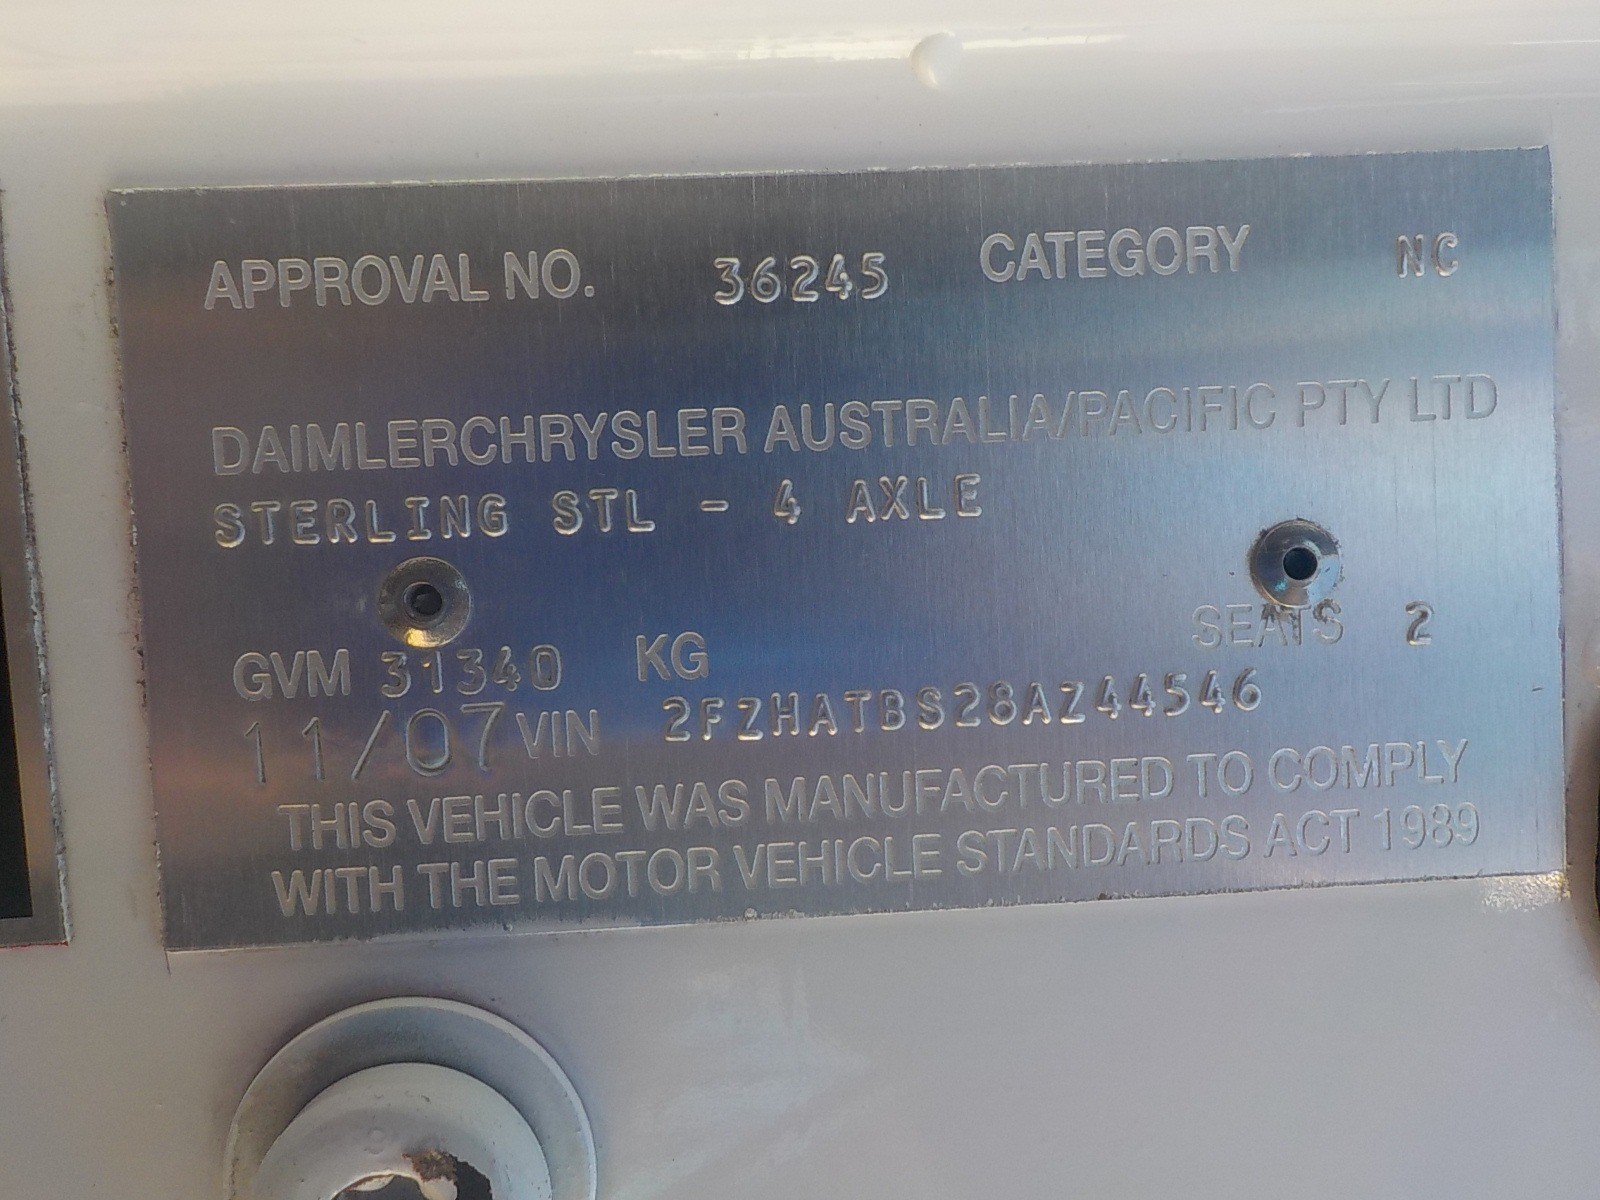 APPROVAL NO. 36245 CATEGORY NC
DAIMLERCHRYSLER AUSTRALIA/PACIFIC PTY LTD
STERLING STL - 4 AXLE
SEATS 2
GVM 31340 KG
11/07 VIN 2FZHATBS28AZ44546
THIS VEHICLE WAS MANUFACTURED TO COMPLY
WITH THE MOTOR VEHICLE STANDARDS ACT 1989